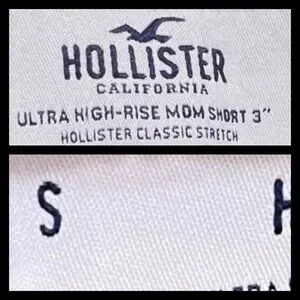 HOLLISTER
CALIFORNIA
ULTRA HIGH-RISE MOM SHORT 3"
HOLLISTER CLASSIC STRETCH
S
H